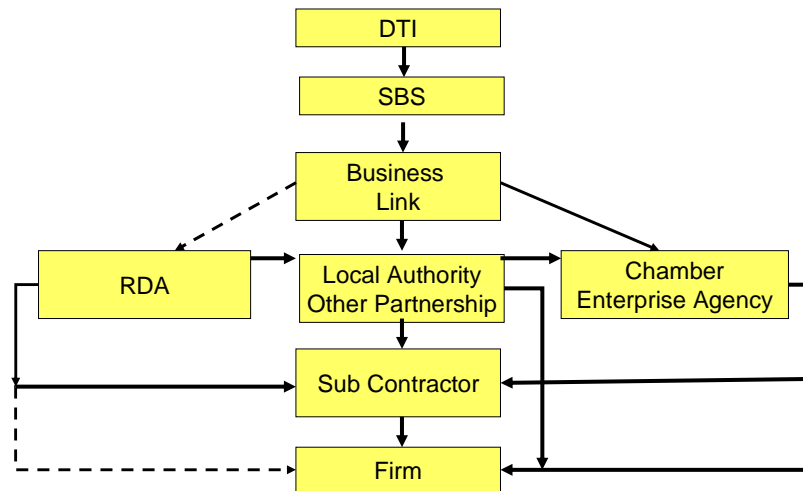 DTI
SBS
Business
Link
RDA
Local Authority
Other Partnership
Chamber
Enterprise Agency
Sub Contractor
Firm